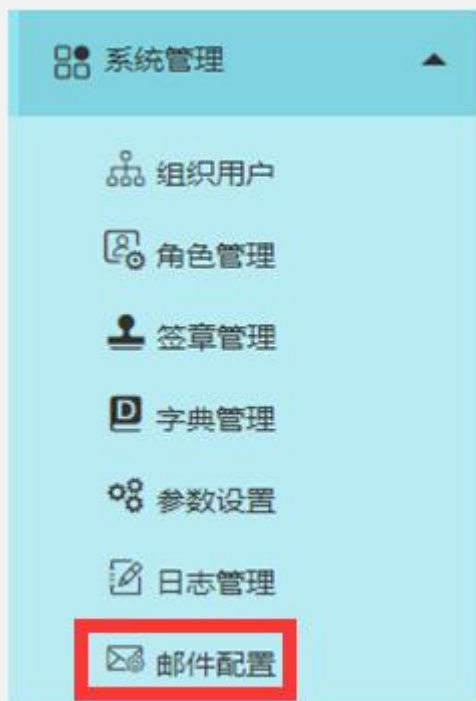 系统管理
组织用户
角色管理
签章管理
字典管理
参数设置
日志管理
邮件配置